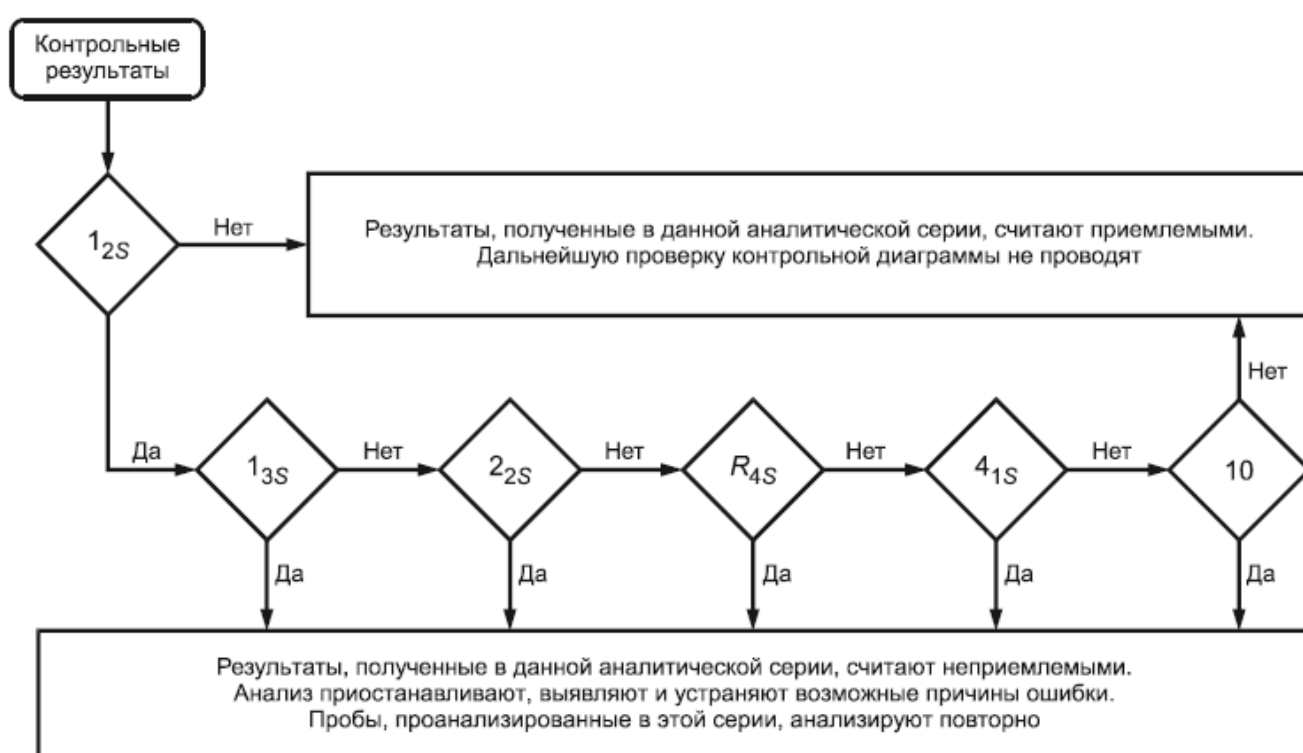 Контрольные
результаты
1₂S
Нет
Результаты, полученные в данной аналитической серии, считают приемлемыми.
Дальнейшую проверку контрольной диаграммы не проводят
Нет
Да
1₃S
Нет
2₂S
Нет
R₄S
Нет
4₁S
Нет
10
Да
Да
Да
Да
Да
Результаты, полученные в данной аналитической серии, считают неприемлемыми.
Анализ приостанавливают, выявляют и устраняют возможные причины ошибки.
Пробы, проанализированные в этой серии, анализируют повторно